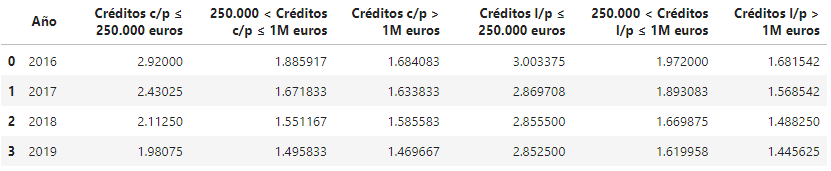 Año Créditos c/p ≤ 250.000 euros 250.000 < Créditos c/p ≤ 1M euros Créditos c/p > 1M euros Créditos l/p ≤ 250.000 euros 250.000 < Créditos l/p ≤ 1M euros Créditos l/p > 1M euros
0 2016 2.92000 1.885917 1.684083 3.003375 1.972000 1.681542
1 2017 2.43025 1.671833 1.633833 2.869708 1.893083 1.568542
2 2018 2.11250 1.551167 1.585583 2.855500 1.669875 1.488250
3 2019 1.98075 1.495833 1.469667 2.852500 1.619958 1.445625